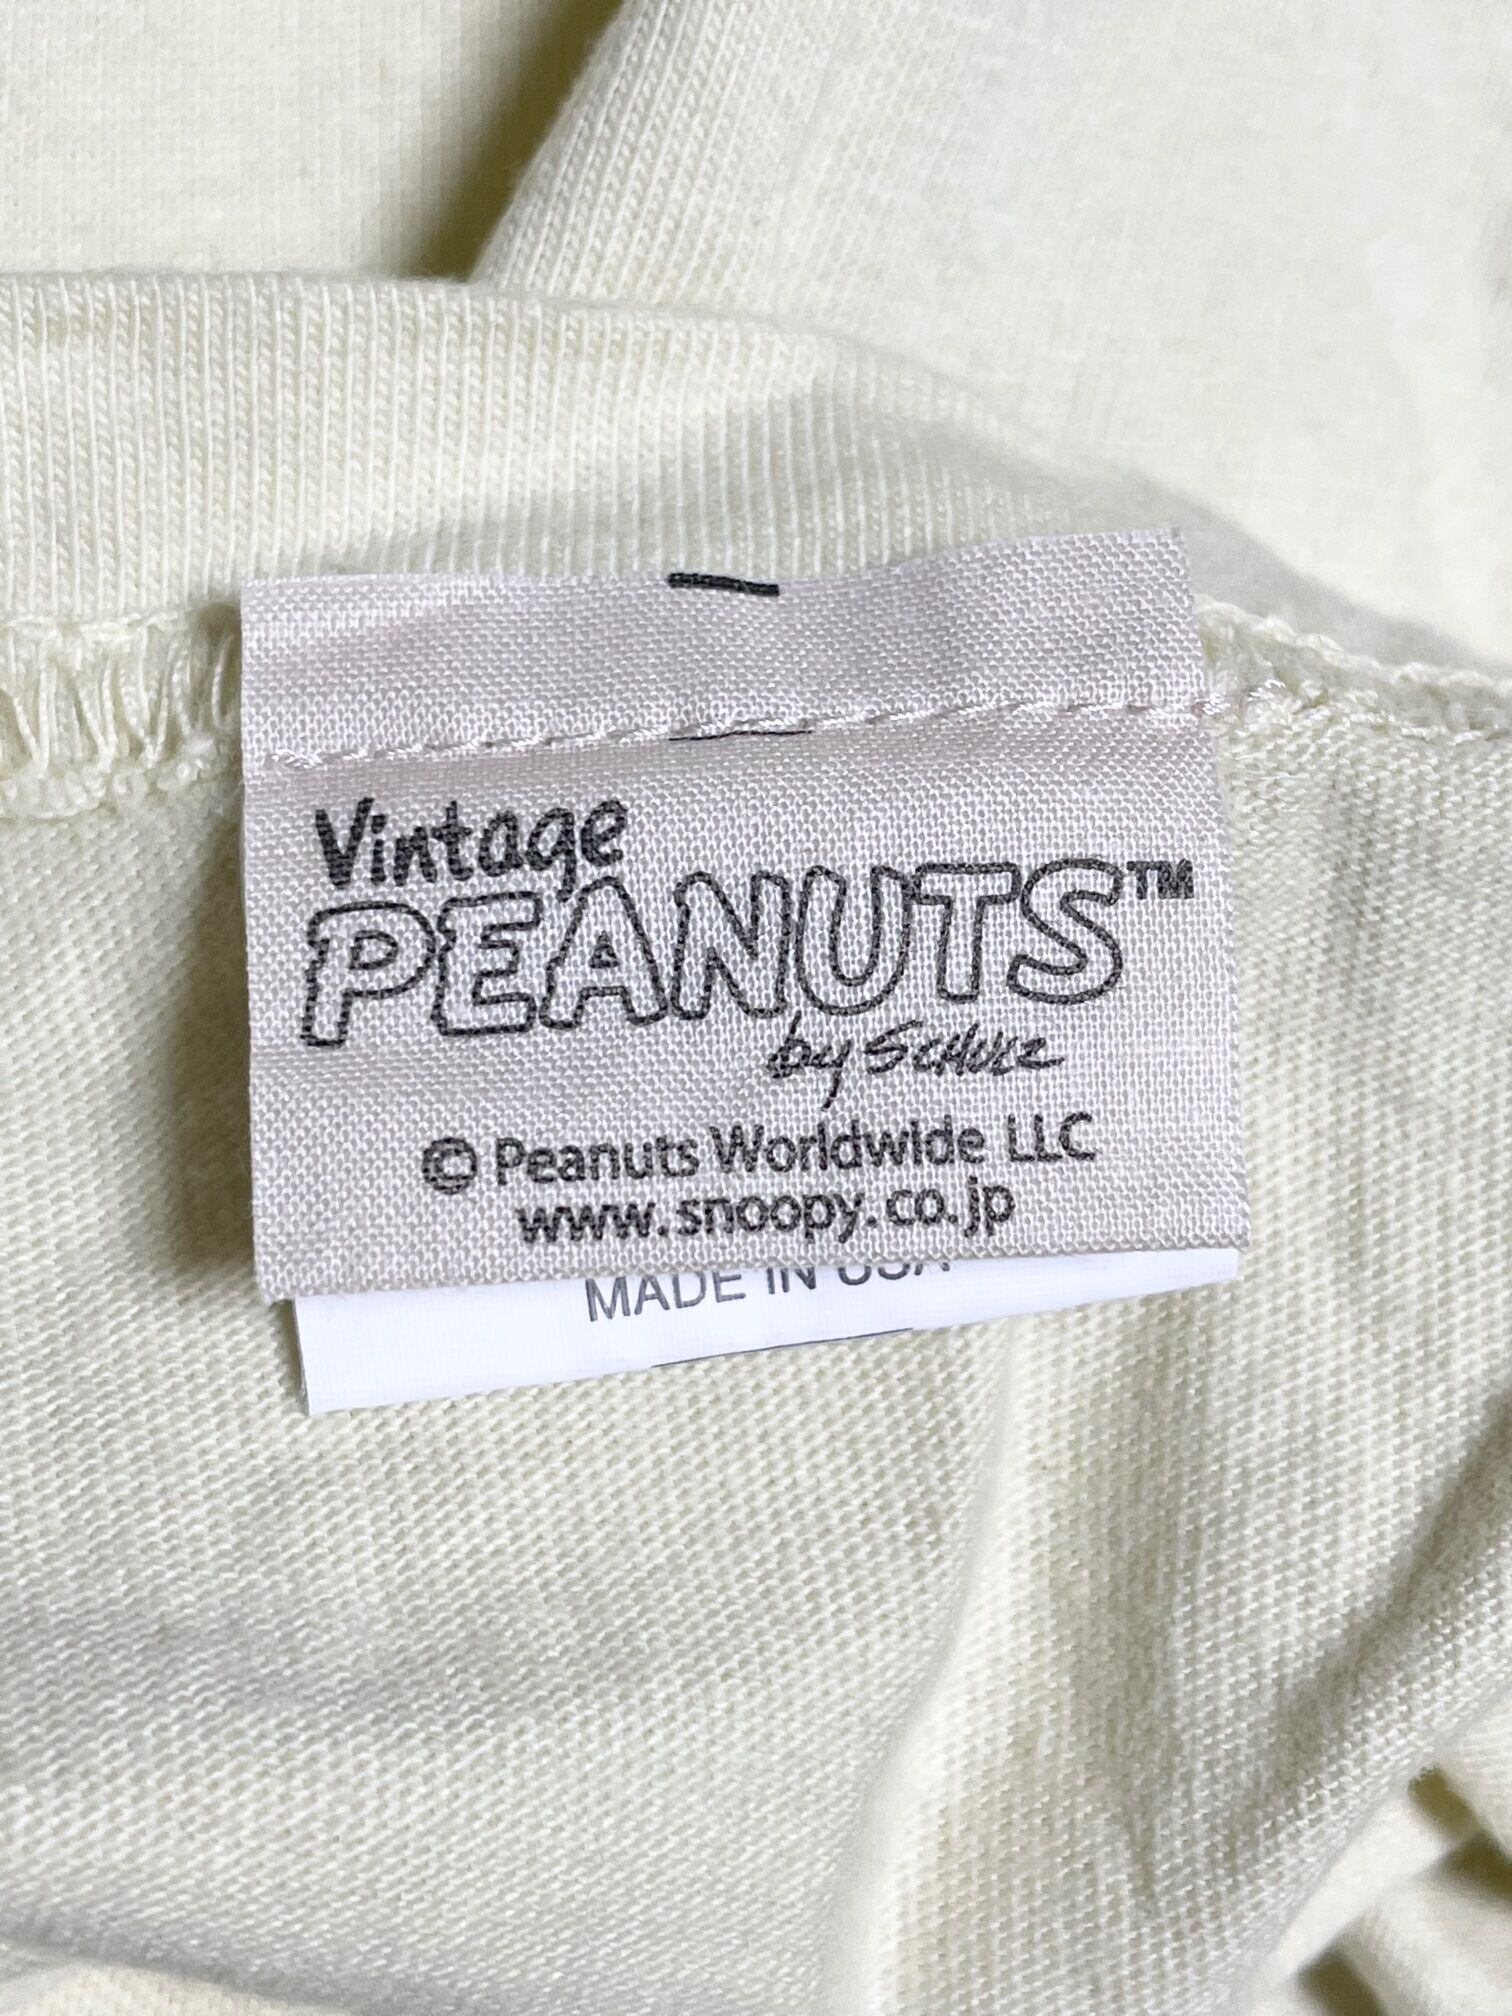 Vintage
PEANUTS™
by SCHULZ
© Peanuts Worldwide LLC
www.snoopy.co.jp
MADE IN USA